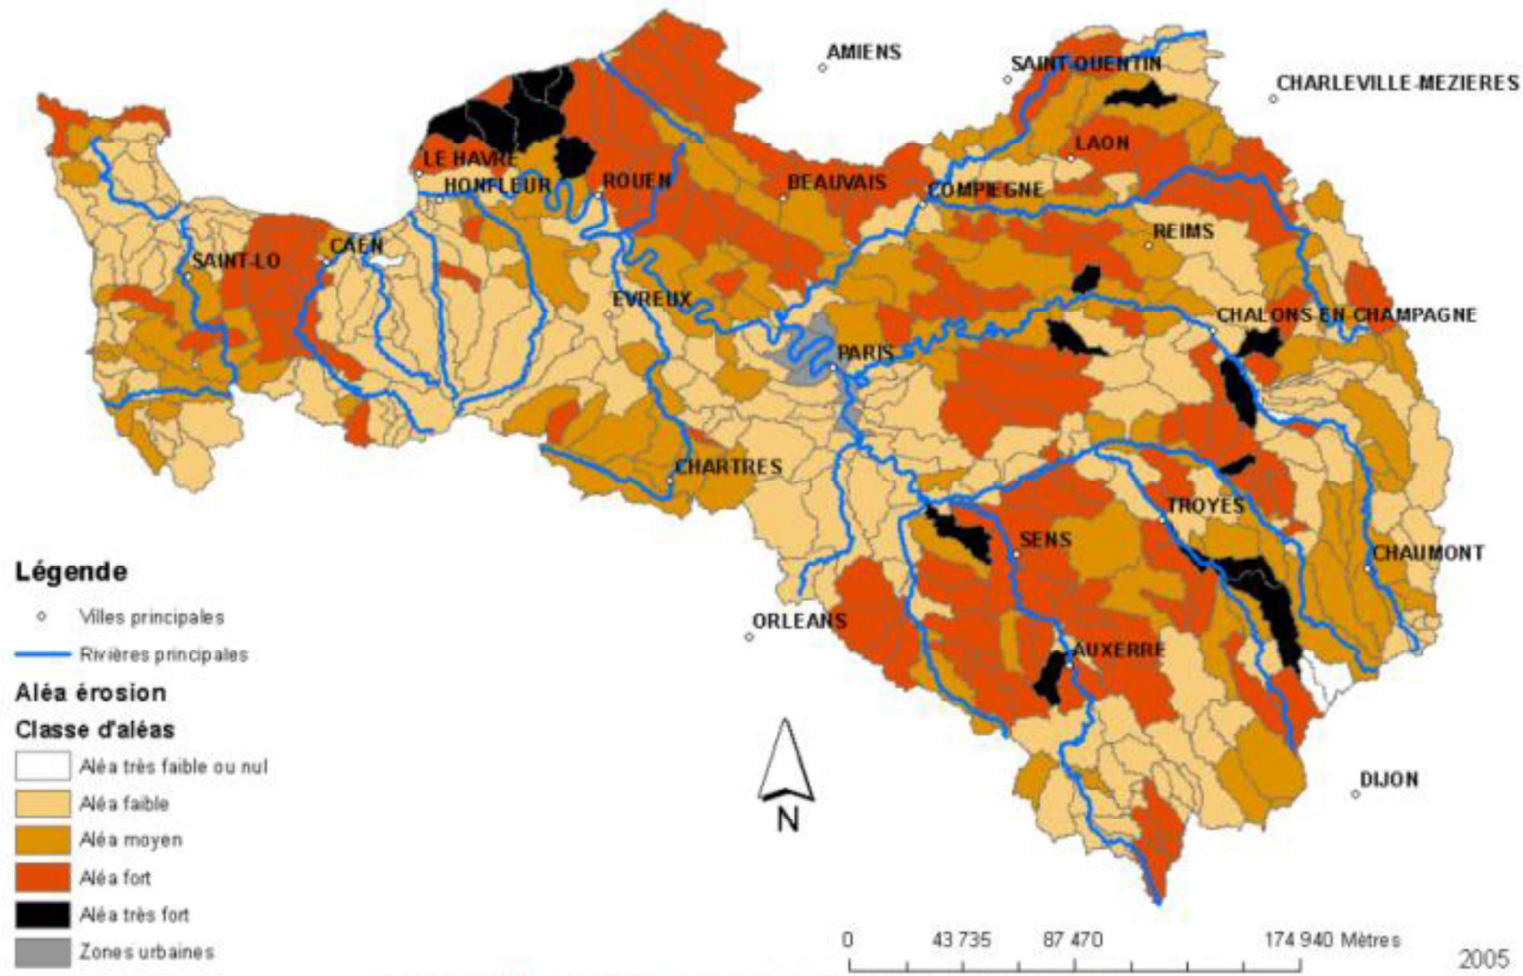 AMIENS
SAINT-QUENTIN
CHARLEVILLE-MEZIERES
LAON
LE HAVRE
HONFLEUR
ROUEN
BEAUVAIS
COMPIEGNE
REIMS
SAINT-LO
CAEN
EVREUX
CHALONS-EN-CHAMPAGNE
PARIS
CHARTRES
TROYES
SENS
CHAUMONT
ORLEANS
AUXERRE
DIJON
Légende
Villes principales
Rivières principales
Aléa érosion
Classe d'aléas
Aléa très faible ou nul
Aléa faible
Aléa moyen
Aléa fort
Aléa très fort
Zones urbaines
N
0 43 735 87 470 174 940 Mètres
2005